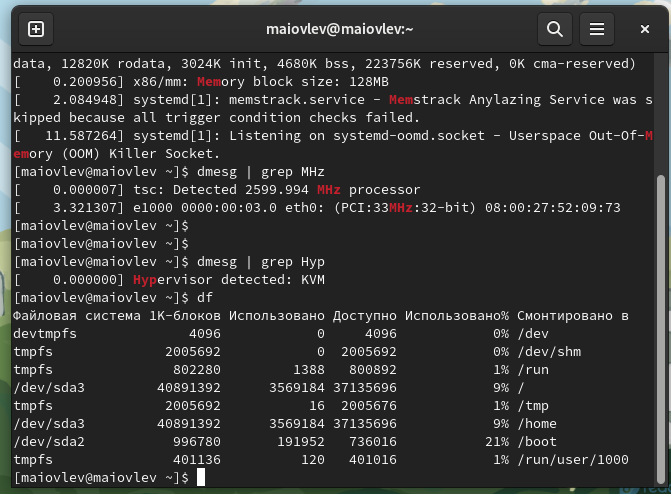 maiovlev@maiovlev:~
data, 12820K rodata, 3024K init, 4680K bss, 223756K reserved, 0K cma-reserved)
[    0.200956] x86/mm: Memory block size: 128MB
[    2.084948] systemd[1]: memstrack.service - Memstrack Anylazing Service was s
kipped because all trigger condition checks failed.
[   11.587264] systemd[1]: Listening on systemd-oomd.socket - Userspace Out-Of-M
emory (OOM) Killer Socket.
[maiovlev@maiovlev ~]$ dmesg | grep MHz
[    0.000007] tsc: Detected 2599.994 MHz processor
[    3.321307] e1000 0000:00:03.0 eth0: (PCI:33MHz:32-bit) 08:00:27:52:09:73
[maiovlev@maiovlev ~]$
[maiovlev@maiovlev ~]$
[maiovlev@maiovlev ~]$ dmesg | grep Hyp
[    0.000000] Hypervisor detected: KVM
[maiovlev@maiovlev ~]$ df
Файловая система 1K-блоков Использовано Доступно Использовано% Смонтировано в
devtmpfs              4096            0     4096            0% /dev
tmpfs              2005692            0  2005692            0% /dev/shm
tmpfs               802280         1388   800892            1% /run
/dev/sda3         40891392      3569184 37135696            9% /
tmpfs              2005692           16  2005676            1% /tmp
/dev/sda3         40891392      3569184 37135696            9% /home
/dev/sda2           996780       191952   736016           21% /boot
tmpfs               401136          120   401016            1% /run/user/1000
[maiovlev@maiovlev ~]$